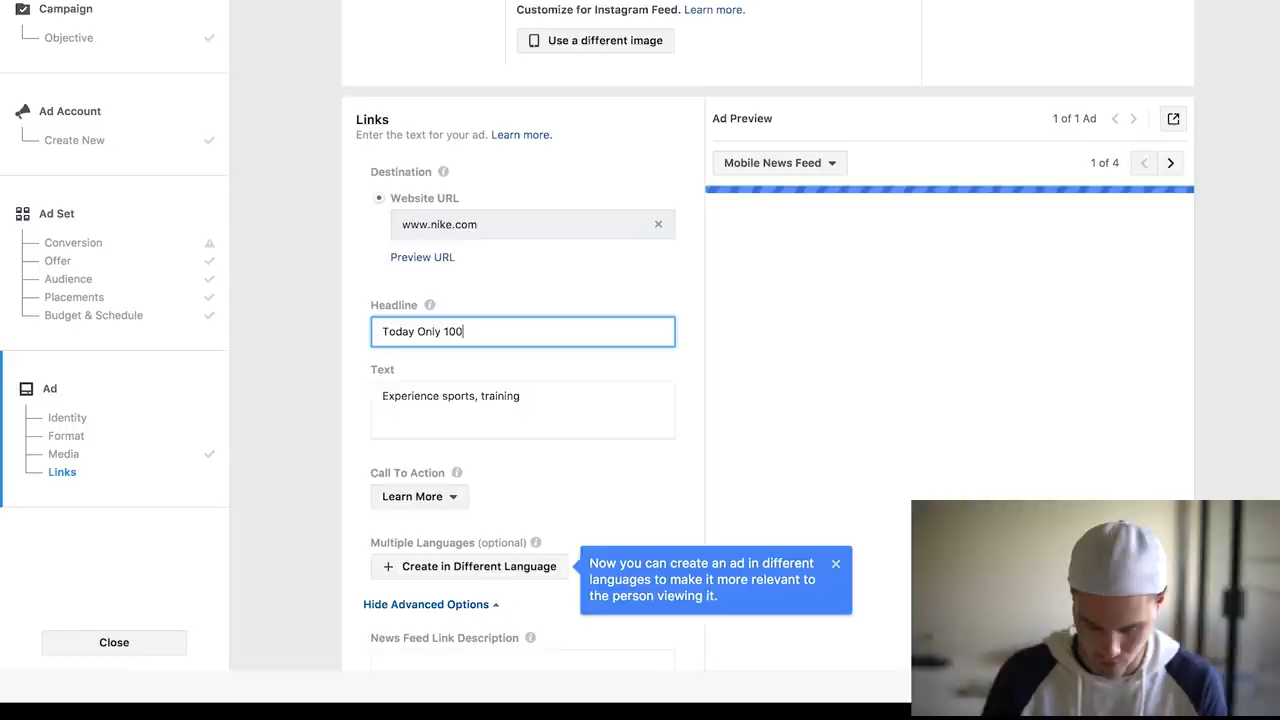 Campaign
Objective
Ad Account
Create New
Ad Set
Conversion
Offer
Audience
Placements
Budget & Schedule
Ad
Identity
Format
Media
Links
Close
Customize for Instagram Feed. Learn more.
Use a different image
Links
Enter the text for your ad. Learn more.
Destination
Website URL
www.nike.com
Preview URL
Headline
Today Only 100
Text
Experience sports, training
Call To Action
Learn More
Multiple Languages (optional)
+ Create in Different Language
Now you can create an ad in different
languages to make it more relevant to
the person viewing it.
Hide Advanced Options
News Feed Link Description
Ad Preview
1 of 1 Ad
Mobile News Feed
1 of 4